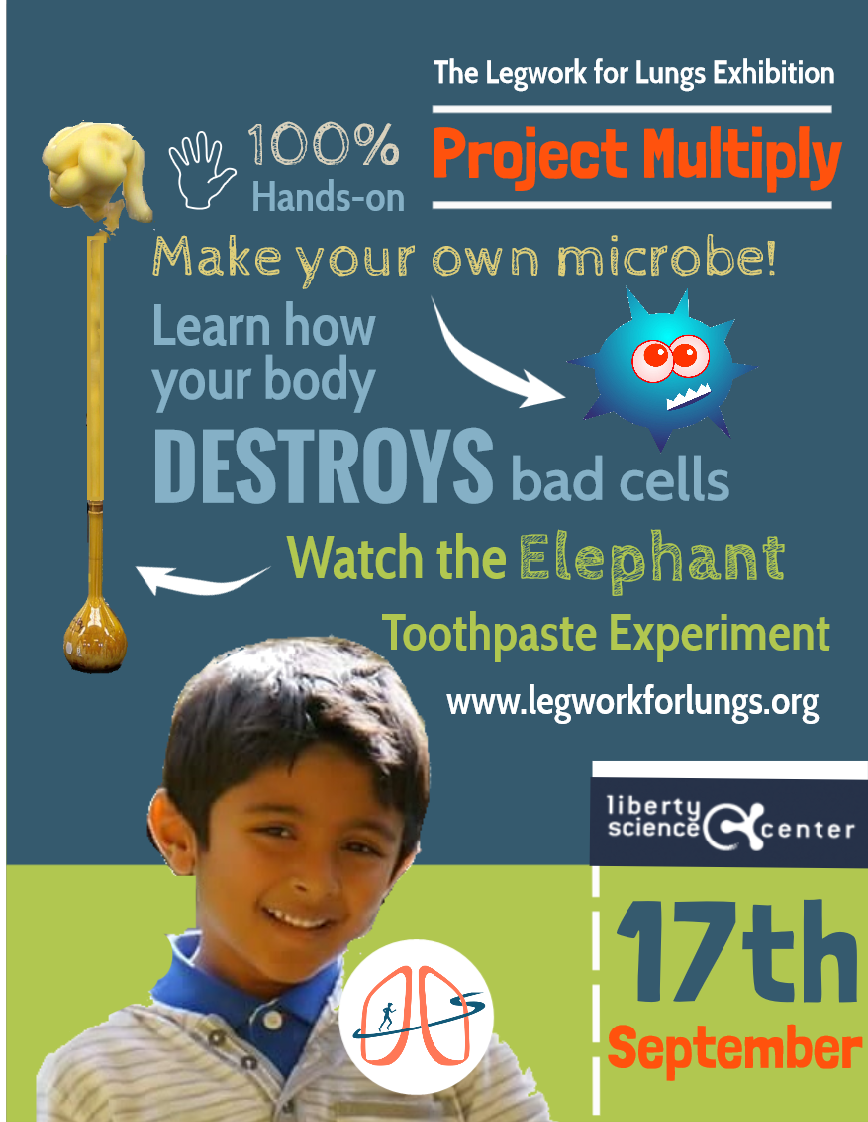 The Legwork for Lungs Exhibition
Project Multiply
100%
Hands-on
Make your own microbe!
Learn how
your body
DESTROYS bad cells
Watch the Elephant
Toothpaste Experiment
www.legworkforlungs.org
liberty
science center
17th
September